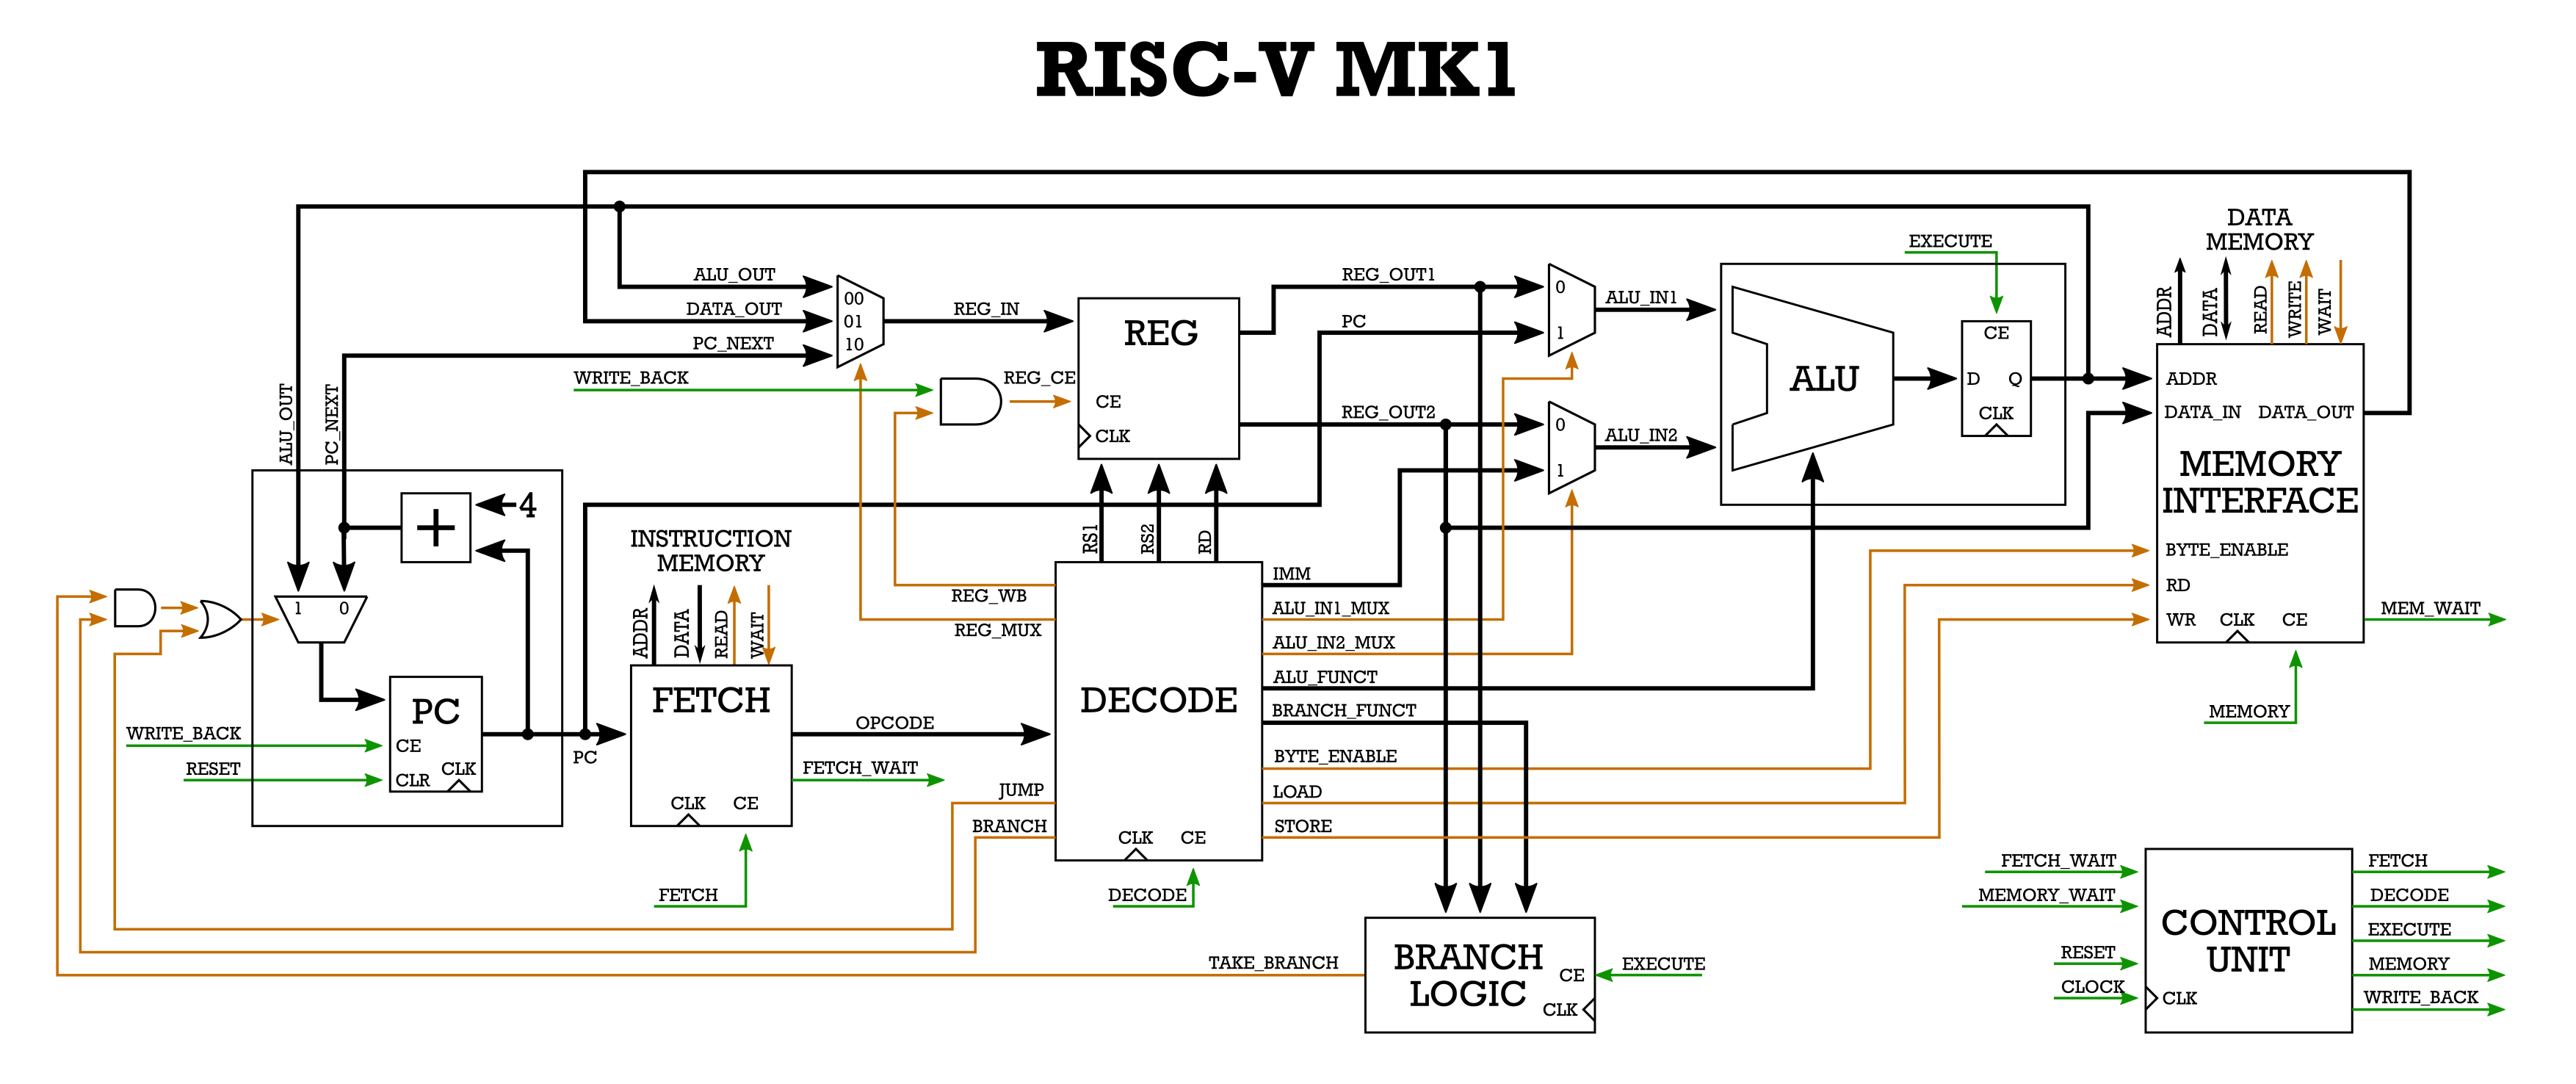 RISC-V MK1
DATA
MEMORY
ADDR
DATA
READ
WRITE
WAIT
EXECUTE
ALU_OUT
DATA_OUT
PC_NEXT
00
01
10
REG_IN
REG
CE
CLK
WRITE_BACK
REG_CE
REG_OUT1
PC
REG_OUT2
0
1
0
1
ALU_IN1
ALU_IN2
ALU
CE
D
Q
CLK
ADDR
DATA_IN
DATA_OUT
MEMORY
INTERFACE
BYTE_ENABLE
RD
WR
CLK
CE
MEM_WAIT
MEMORY
ALU_OUT
PC_NEXT
+
4
1
0
PC
CE
CLR
CLK
WRITE_BACK
RESET
PC
INSTRUCTION
MEMORY
ADDR
DATA
READ
WAIT
FETCH
CLK
CE
OPCODE
FETCH_WAIT
FETCH
RS1
RS2
RD
REG_WB
REG_MUX
JUMP
BRANCH
DECODE
CLK
CE
DECODE
IMM
ALU_IN1_MUX
ALU_IN2_MUX
ALU_FUNCT
BRANCH_FUNCT
BYTE_ENABLE
LOAD
STORE
TAKE_BRANCH
BRANCH
LOGIC
CE
CLK
EXECUTE
FETCH_WAIT
MEMORY_WAIT
RESET
CLOCK
CONTROL
UNIT
CLK
FETCH
DECODE
EXECUTE
MEMORY
WRITE_BACK